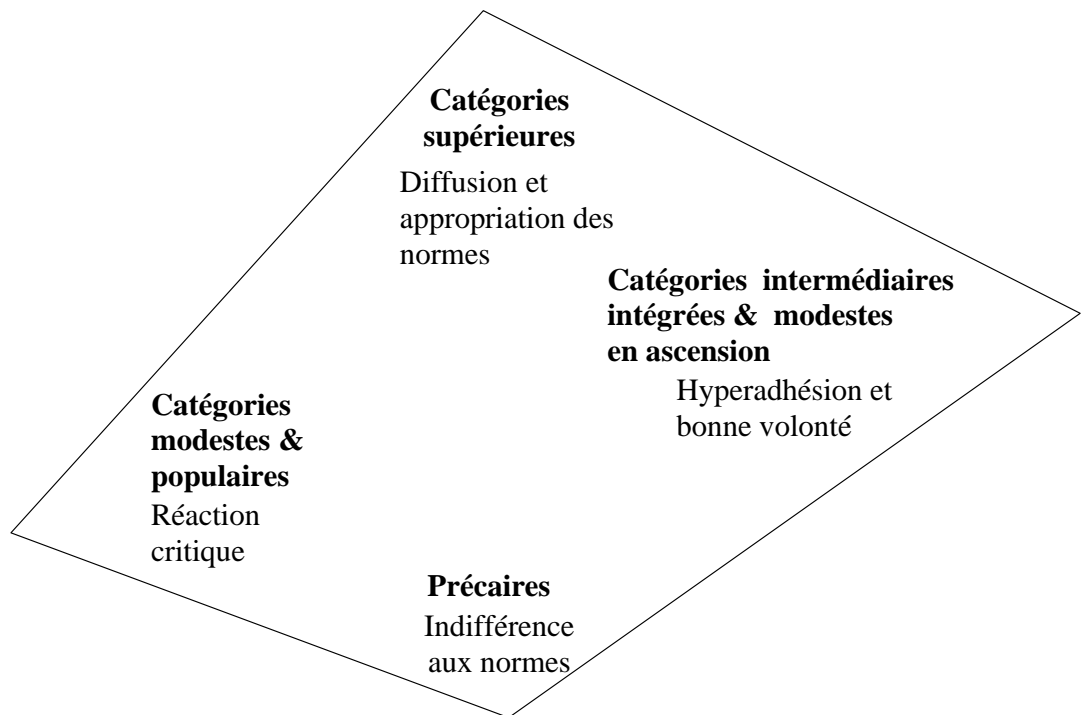 Catégories
supérieures
Diffusion et
appropriation des
normes
Catégories intermédiaires
intégrées & modestes
en ascension
Hyperadhésion et
bonne volonté
Catégories
modestes &
populaires
Réaction
critique
Précaires
Indifférence
aux normes